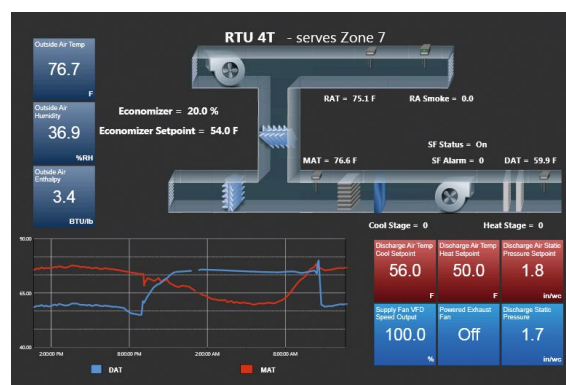 RTU 4T - serves Zone 7
Outside Air Temp
76.7
F
Outside Air
Humidity
36.9
%RH
Outside Air
Enthalpy
3.4
BTU/lb
Economizer = 20.0 %
Economizer Setpoint = 54.0 F
RAT = 75.1 F
RA Smoke = 0.0
SF Status = On
MAT = 76.6 F
SF Alarm = 0
DAT = 59.9 F
Cool Stage = 0
Heat Stage = 0
90.00
65.00
40.00
2:00:00 PM
8:00:00 PM
2:00:00 AM
8:00:00 AM
DAT
MAT
Discharge Air Temp
Cool Setpoint
56.0
F
Discharge Air Temp
Heat Setpoint
50.0
F
Discharge Air Static
Pressure Setpoint
1.8
in/wc
Supply Fan VFD
Speed Output
100.0
%
Powered Exhaust
Fan
Off
Discharge Static
Pressure
1.7
in/wc